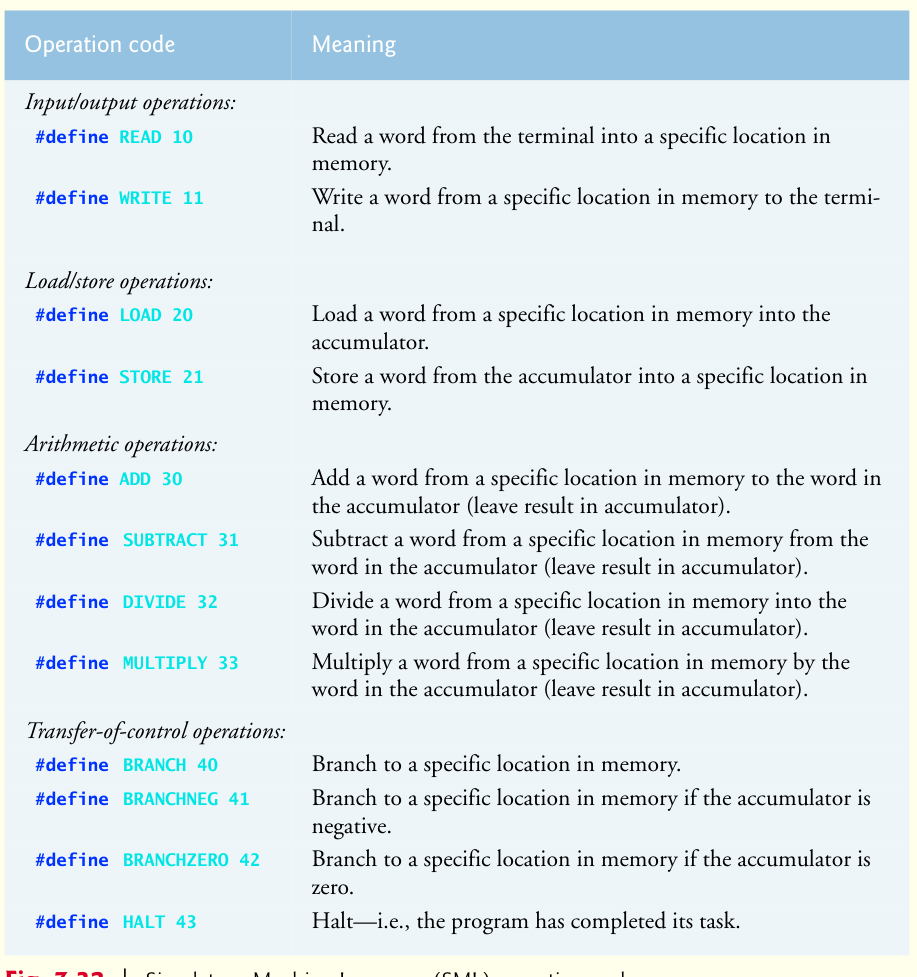 Operation code Meaning
Input/output operations:
#define READ 10 Read a word from the terminal into a specific location in
memory.
#define WRITE 11 Write a word from a specific location in memory to the termi-
nal.
Load/store operations:
#define LOAD 20 Load a word from a specific location in memory into the
accumulator.
#define STORE 21 Store a word from the accumulator into a specific location in
memory.
Arithmetic operations:
#define ADD 30 Add a word from a specific location in memory to the word in
the accumulator (leave result in accumulator).
#define SUBTRACT 31 Subtract a word from a specific location in memory from the
word in the accumulator (leave result in accumulator).
#define DIVIDE 32 Divide a word from a specific location in memory into the
word in the accumulator (leave result in accumulator).
#define MULTIPLY 33 Multiply a word from a specific location in memory by the
word in the accumulator (leave result in accumulator).
Transfer-of-control operations:
#define BRANCH 40 Branch to a specific location in memory.
#define BRANCHNEG 41 Branch to a specific location in memory if the accumulator is
negative.
#define BRANCHZERO 42 Branch to a specific location in memory if the accumulator is
zero.
#define HALT 43 Halt—i.e., the program has completed its task.